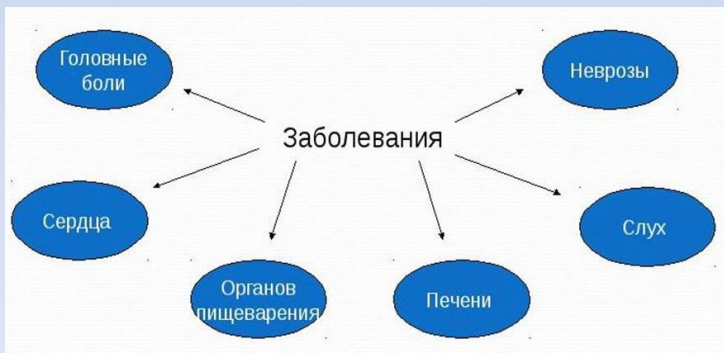 Головные
боли
Неврозы
Заболевания
Сердца
Слух
Органов
пищеварения
Печени